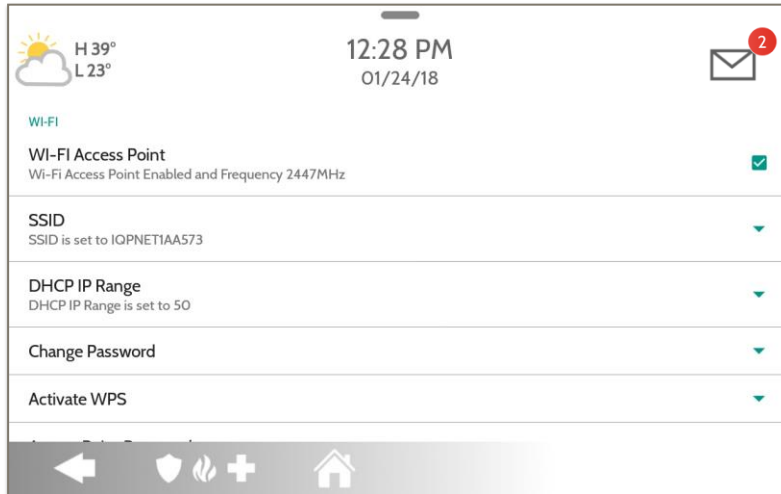 H 39°
L 23°
12:28 PM
01/24/18
2
WI-FI
WI-FI Access Point
Wi-Fi Access Point Enabled and Frequency 2447MHz
SSID
SSID is set to IQPNET1AA573
DHCP IP Range
DHCP IP Range is set to 50
Change Password
Activate WPS